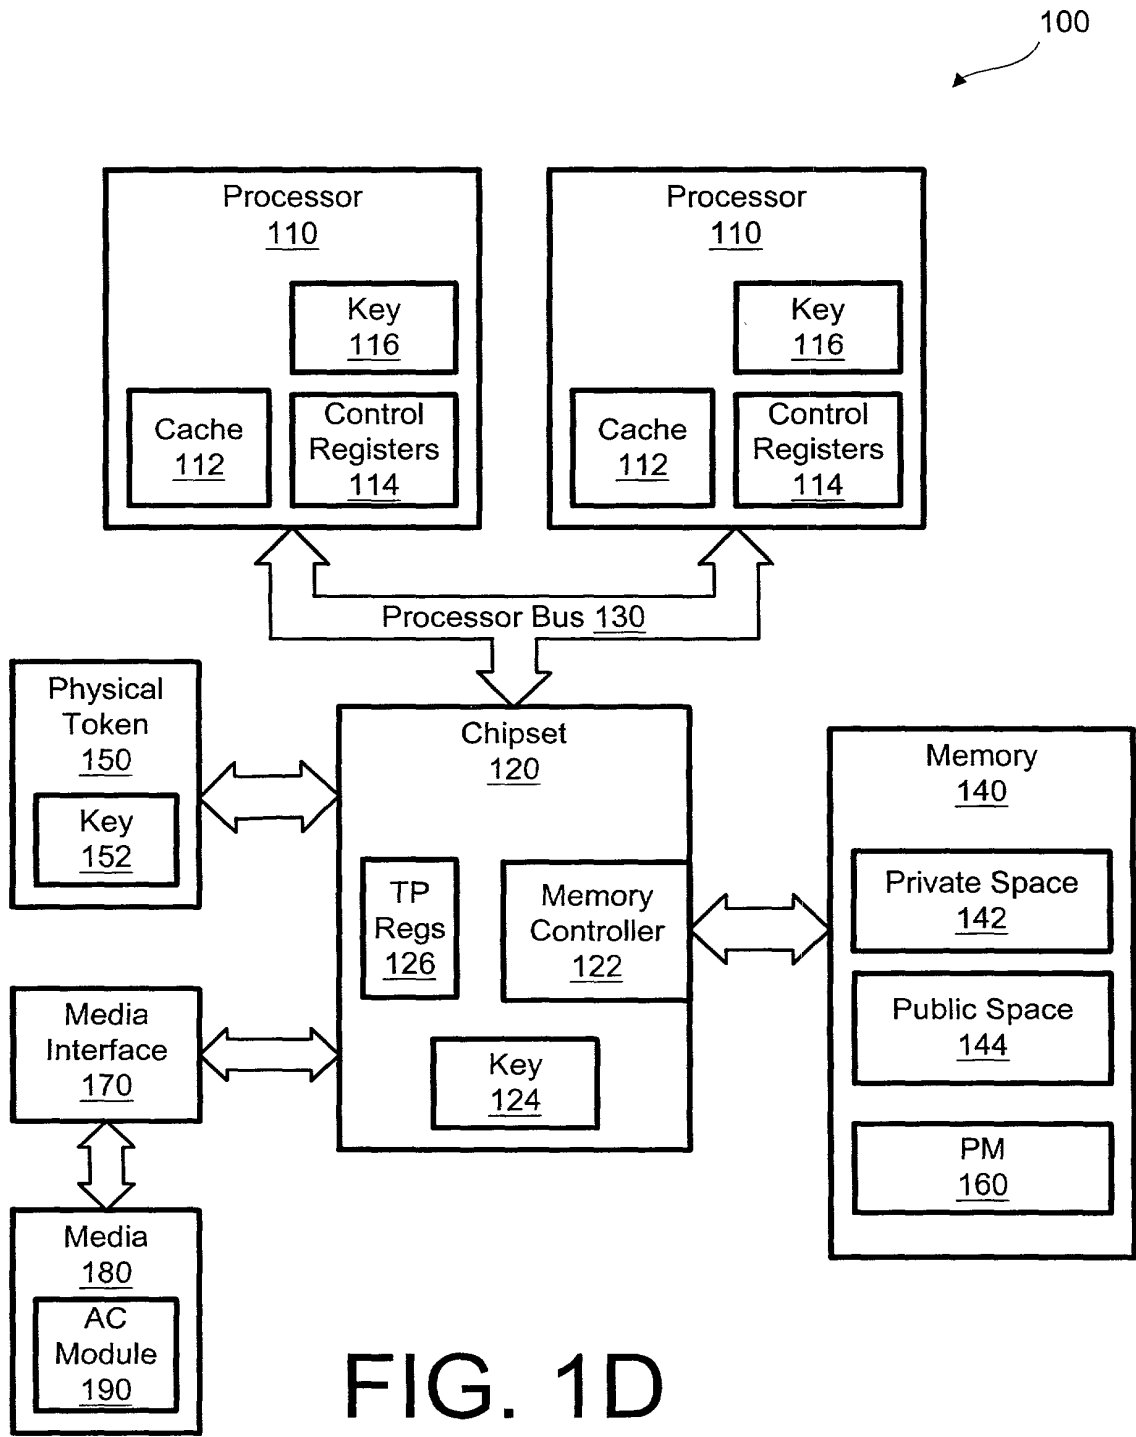 100
Processor
110
Key
116
Cache
112
Control
Registers
114
Processor
110
Key
116
Cache
112
Control
Registers
114
Processor Bus 130
Physical
Token
150
Key
152
Chipset
120
TP
Regs
126
Memory
Controller
122
Key
124
Memory
140
Private Space
142
Public Space
144
PM
160
Media
Interface
170
Media
180
AC
Module
190
FIG. 1D